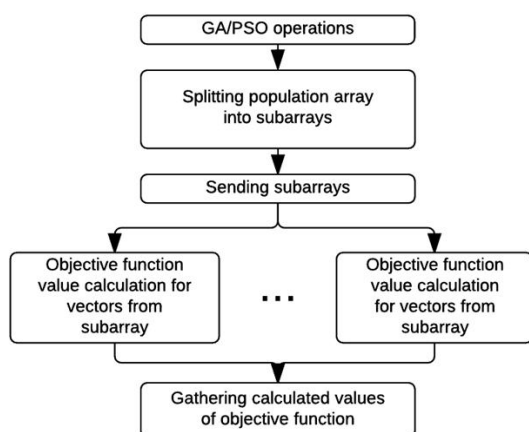 GA/PSO operations
Splitting population array
into subarrays
Sending subarrays
Objective function
value calculation for
vectors from
subarray
...
Objective function
value calculation
for vectors from
subarray
Gathering calculated values
of objective function